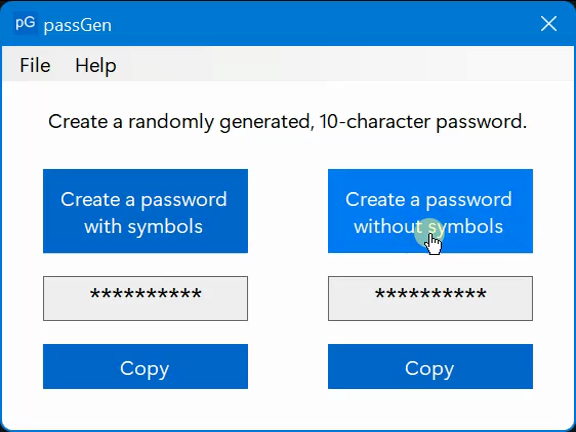 pG passGen
File Help
Create a randomly generated, 10-character password.
Create a password
with symbols
Create a password
without symbols
**********
**********
Copy
Copy